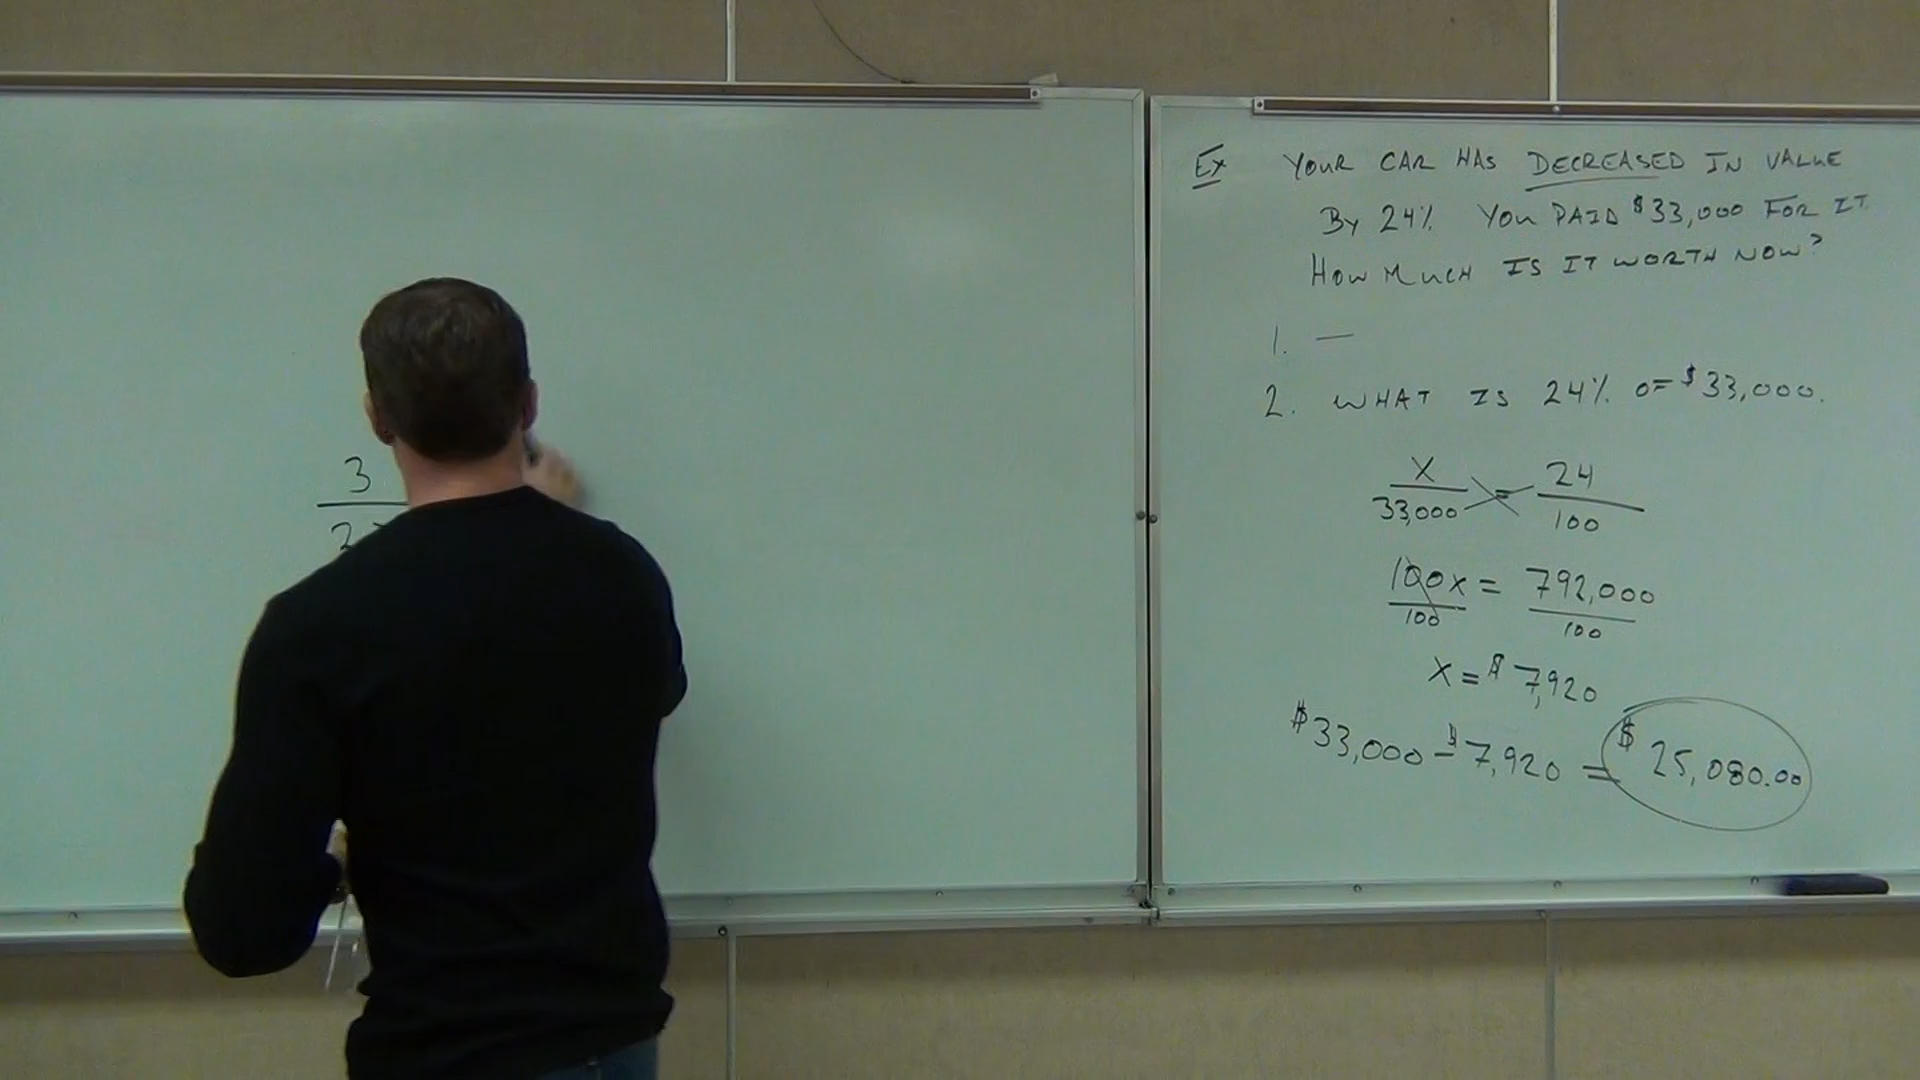 3
2
Ex YOUR CAR HAS DECREASED IN VALUE
BY 24% YOU PAID $33,000 FOR IT
HOW MUCH IS IT WORTH NOW?
1. —
2. WHAT IS 24% OF $33,000.
X/33,000 = 24/100
100x/100 = 792,000/100
X = $7,920
$33,000 - $7,920 = $25,080.00